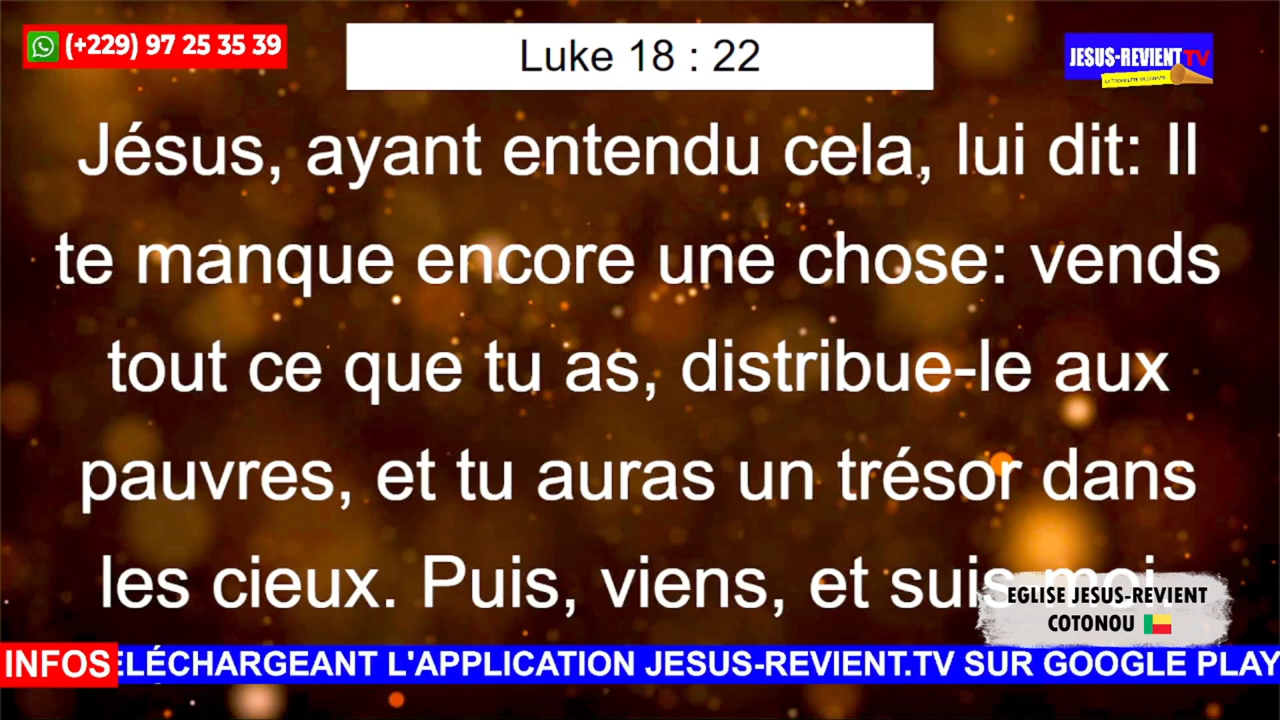 (+229) 97 25 35 39
Luke 18 : 22
JESUS-REVIENT TV
Jésus, ayant entendu cela, lui dit: Il
te manque encore une chose: vends
tout ce que tu as, distribue-le aux
pauvres, et tu auras un trésor dans
les cieux. Puis, viens, et suis-moi.
EGLISE JESUS-REVIENT
COTONOU
INFOS
ÉLÉCHARGEANT L'APPLICATION JESUS-REVIENT.TV SUR GOOGLE PLAY